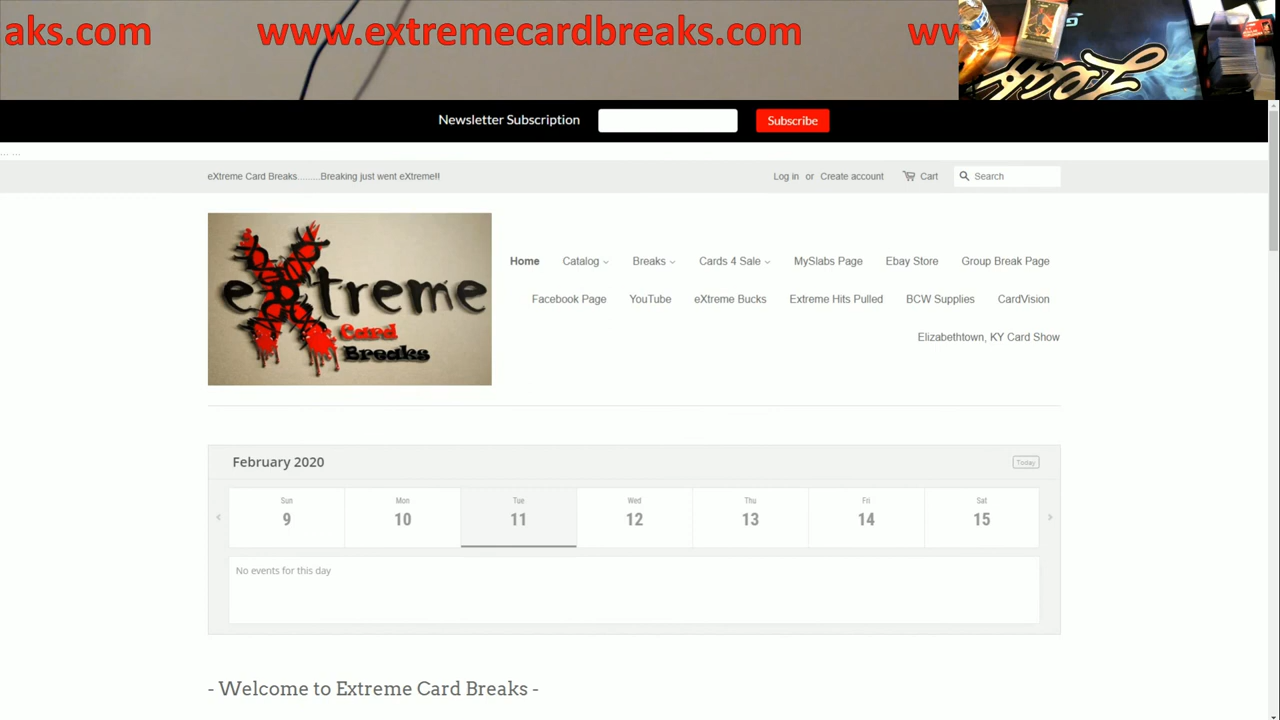 aks.com www.extremecardbreaks.com
Leaf
Newsletter Subscription Subscribe
... ...
eXtreme Card Breaks........Breaking just went eXtreme!! Log in or Create account Cart Search
eXtreme
Card
Breaks
Home Catalog Breaks Cards 4 Sale MySlabs Page Ebay Store Group Break Page
Facebook Page YouTube eXtreme Bucks Extreme Hits Pulled BCW Supplies CardVision
Elizabethtown, KY Card Show
February 2020 Today
Sun Mon Tue Wed Thu Fri Sat
9 10 11 12 13 14 15
No events for this day
- Welcome to Extreme Card Breaks -